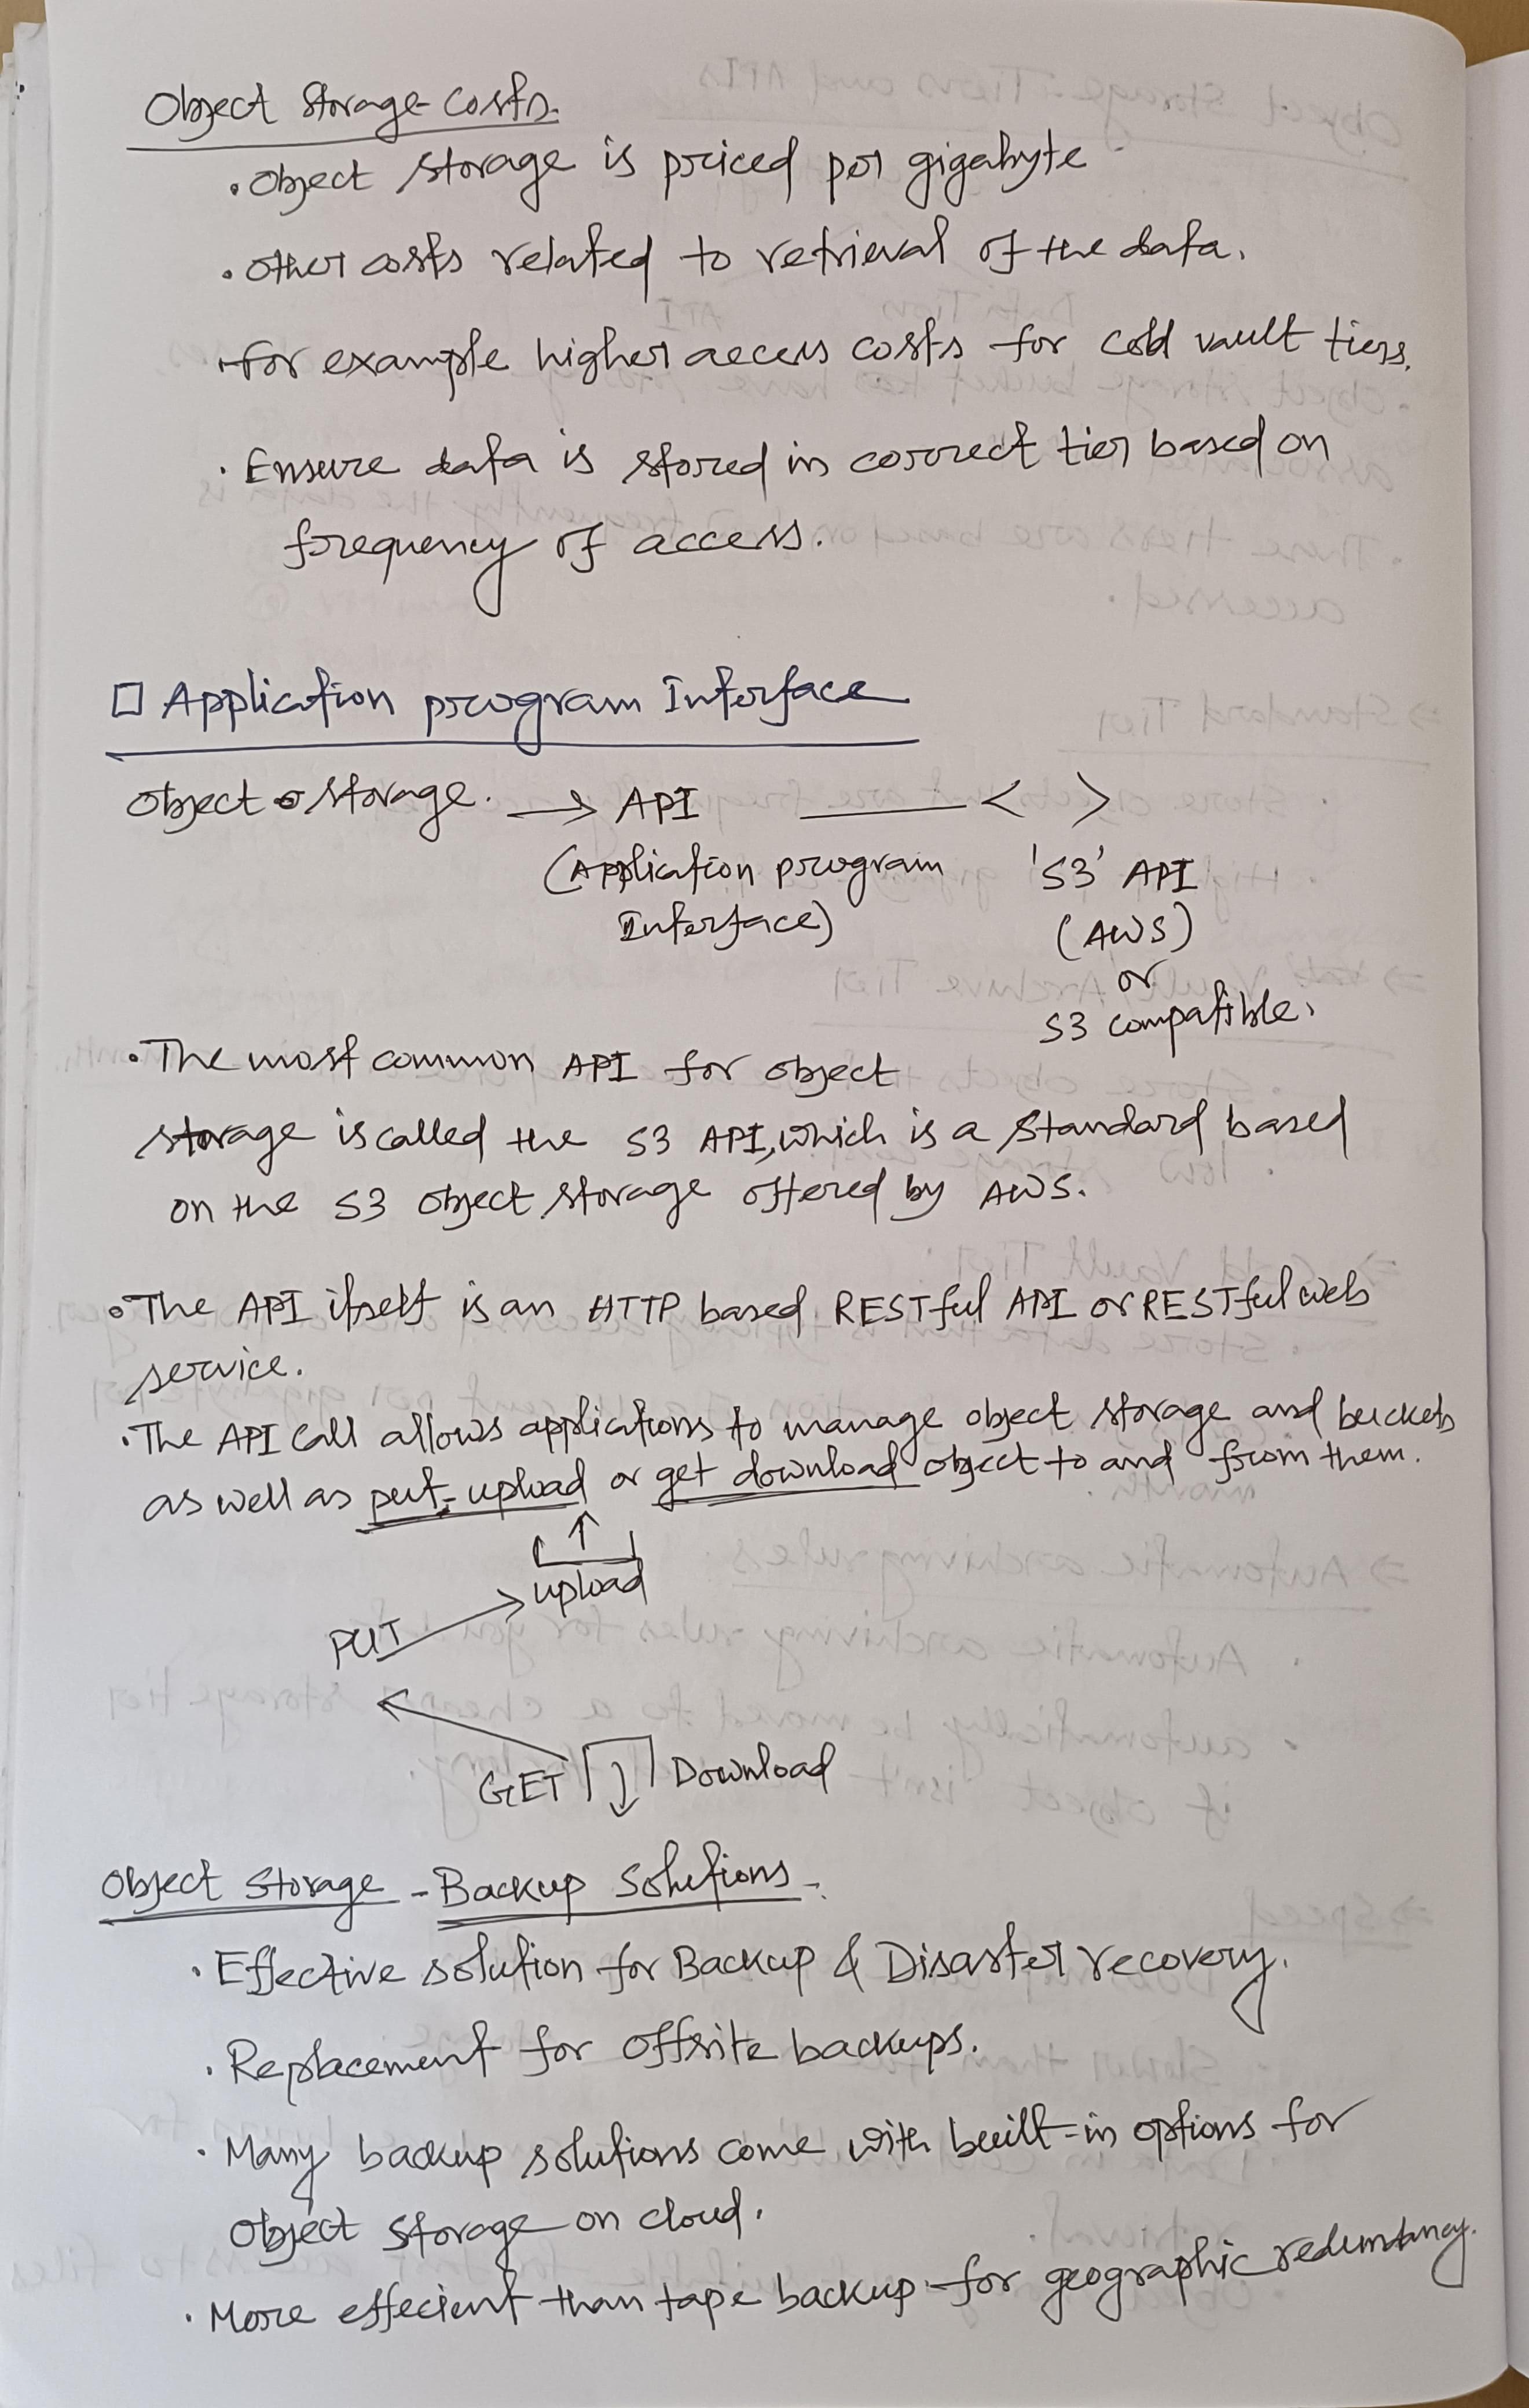 Object Storage Costs.
• Object storage is priced per gigabyte
• other costs related to retrieval of the data.
• for example higher access costs for cold vault tiers.
• Ensure data is stored in correct tier based on
frequency of access.
□ Application program Interface
Object storage. → API —— < >
(Application program 'S3' API
Interface) (AWS)
or
S3 compatible.
• The most common API for object
storage is called the S3 API, which is a standard based
on the S3 object storage offered by AWS.
• The API itself is an HTTP based RESTful API or RESTful web
service.
• The API Call allows applications to manage object storage and buckets
as well as put-upload or get download object to and from them.
↑
upload
PUT →
←
GET ↓ Download
Object Storage - Backup Solutions -
• Effective solution for Backup & Disaster recovery.
• Replacement for Offsite backups.
• Many backup solutions come with built-in options for
Object storage on cloud.
• More effecient than tape backup for geographic redundancy.